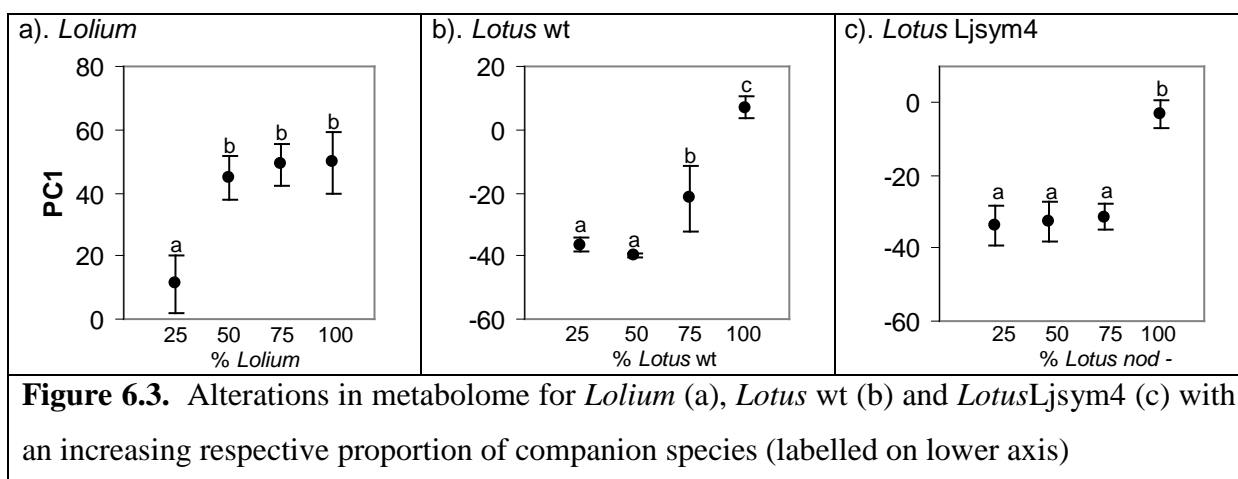 a). Lolium
80
60
40
20
0
PC1
a
b
b
b
25 50 75 100
% Lolium
b). Lotus wt
20
0
-20
-40
-60
a
a
b
c
25 50 75 100
% Lotus wt
c). Lotus Ljsym4
0
-20
-40
-60
a
a
a
b
25 50 75 100
% Lotus nod -
Figure 6.3. Alterations in metabolome for Lolium (a), Lotus wt (b) and LotusLjsym4 (c) with
an increasing respective proportion of companion species (labelled on lower axis)